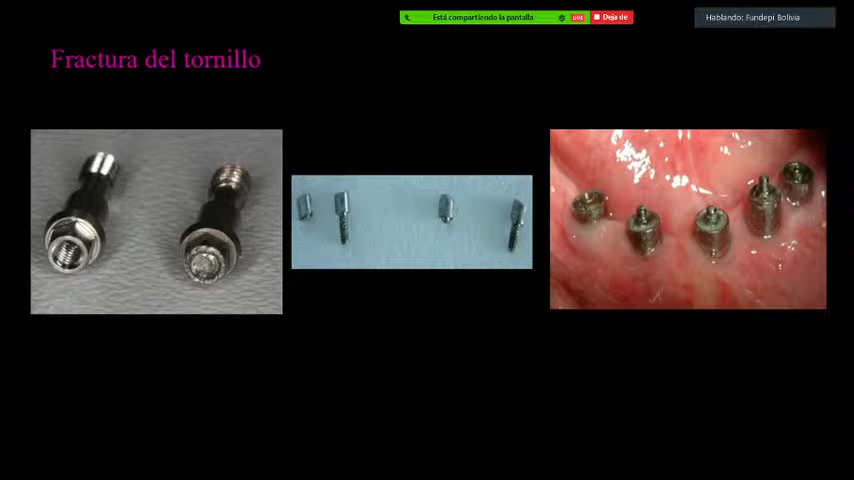 Está compartiendo la pantalla
LIVE
Deja de
Hablando: Fundepi Bolivia
Fractura del tornillo